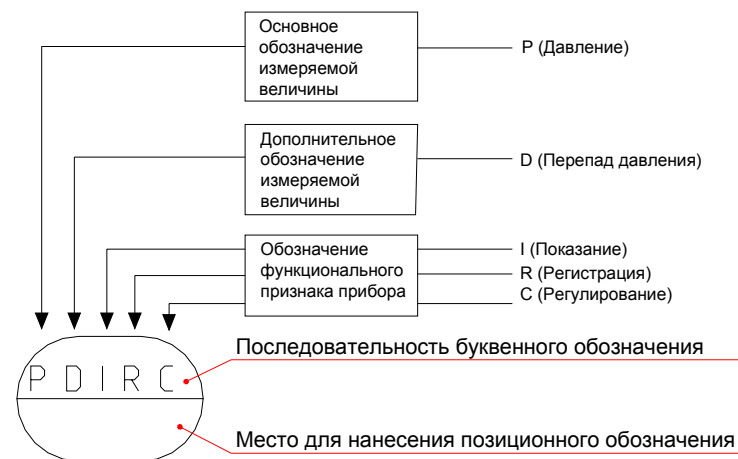 Основное
обозначение
измеряемой
величины
P (Давление)
Дополнительное
обозначение
измеряемой
величины
D (Перепад давления)
Обозначение
функционального
признака прибора
I (Показание)
R (Регистрация)
C (Регулирование)
Последовательность буквенного обозначения
P D I R C
Место для нанесения позиционного обозначения